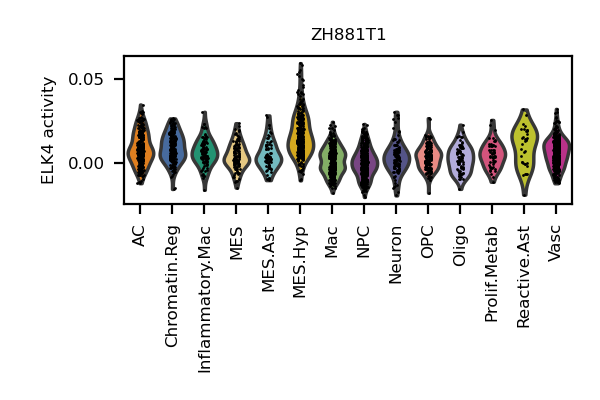 ZH881T1
ELK4 activity
0.05
0.00
AC
Chromatin.Reg
Inflammatory.Mac
MES
MES.Ast
MES.Hyp
Mac
NPC
Neuron
OPC
Oligo
Prolif.Metab
Reactive.Ast
Vasc